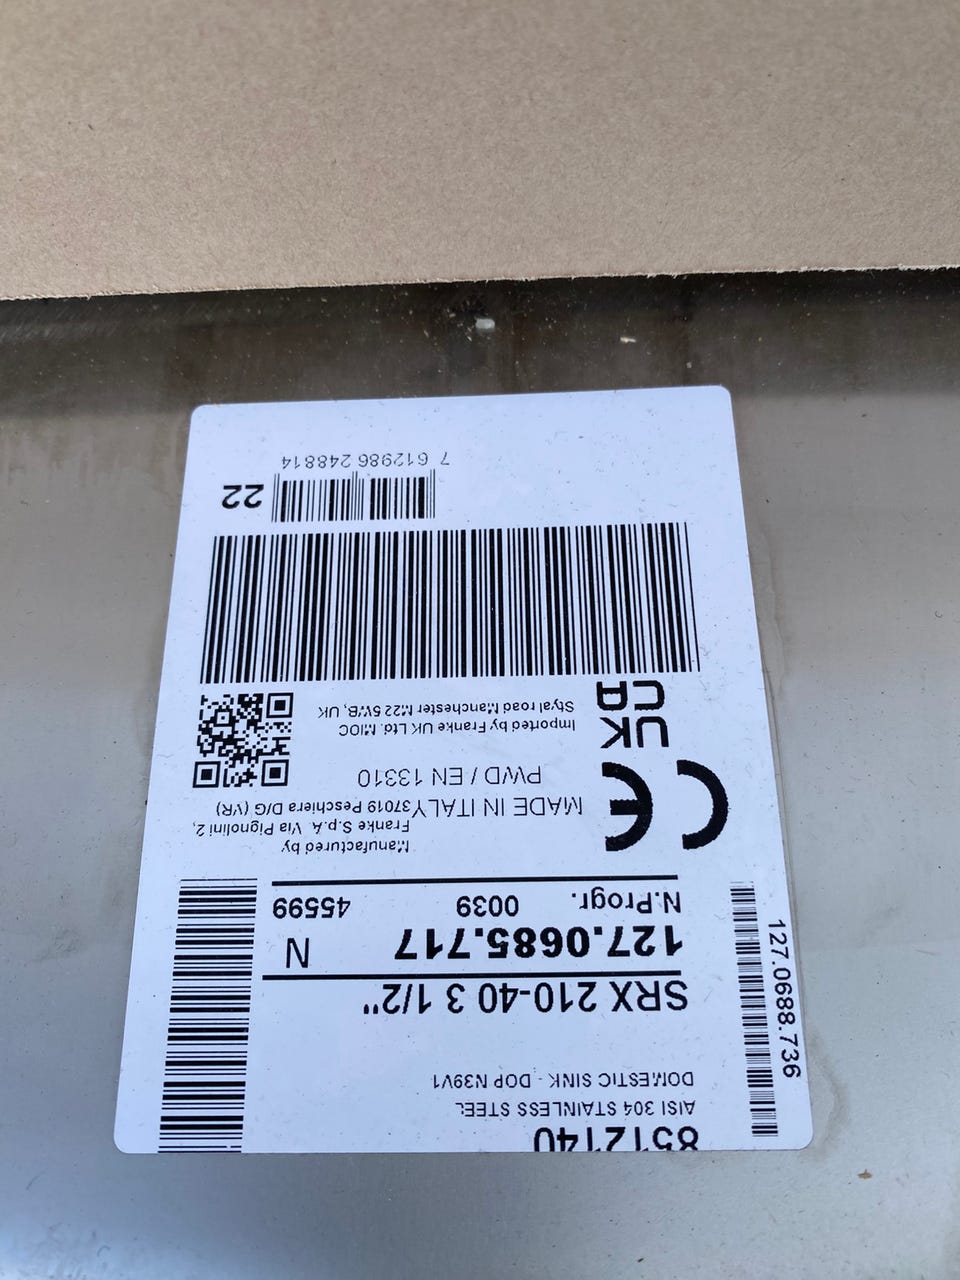 8512140
AISI 304 STAINLESS STEEL
DOMESTIC SINK - DOP N39V1
SRX 210-40 3 1/2"
127.0685.717 N
N.Progr. 0039 45599
127.0688.736
CE
Manufactured by
Franke S.p.A. Via Pignolini 2,
37019 Peschiera D/G (VR)
MADE IN ITALY
PWD / EN 13310
UK
CA
Imported by Franke UK Ltd. MIOC
Styal road Manchester M22 5WB, UK
22
7 612986 248814